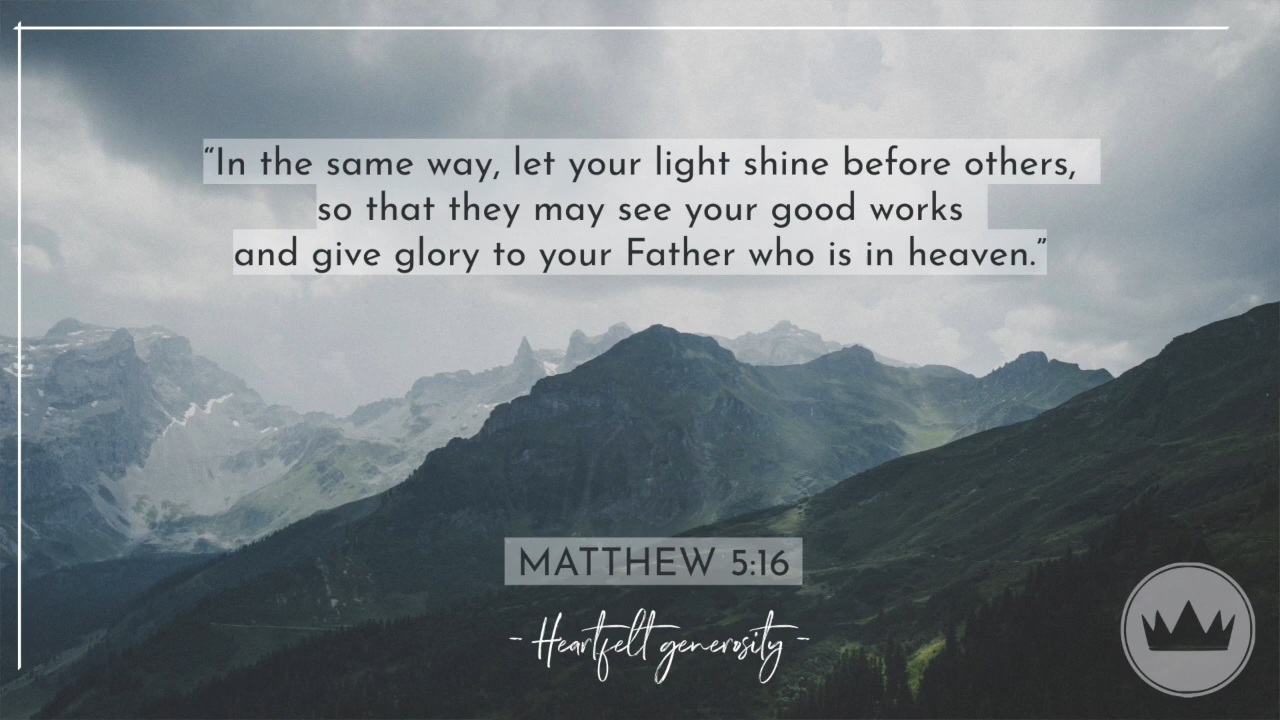 “In the same way, let your light shine before others,
so that they may see your good works
and give glory to your Father who is in heaven.”
MATTHEW 5:16
- Heartfelt generosity -